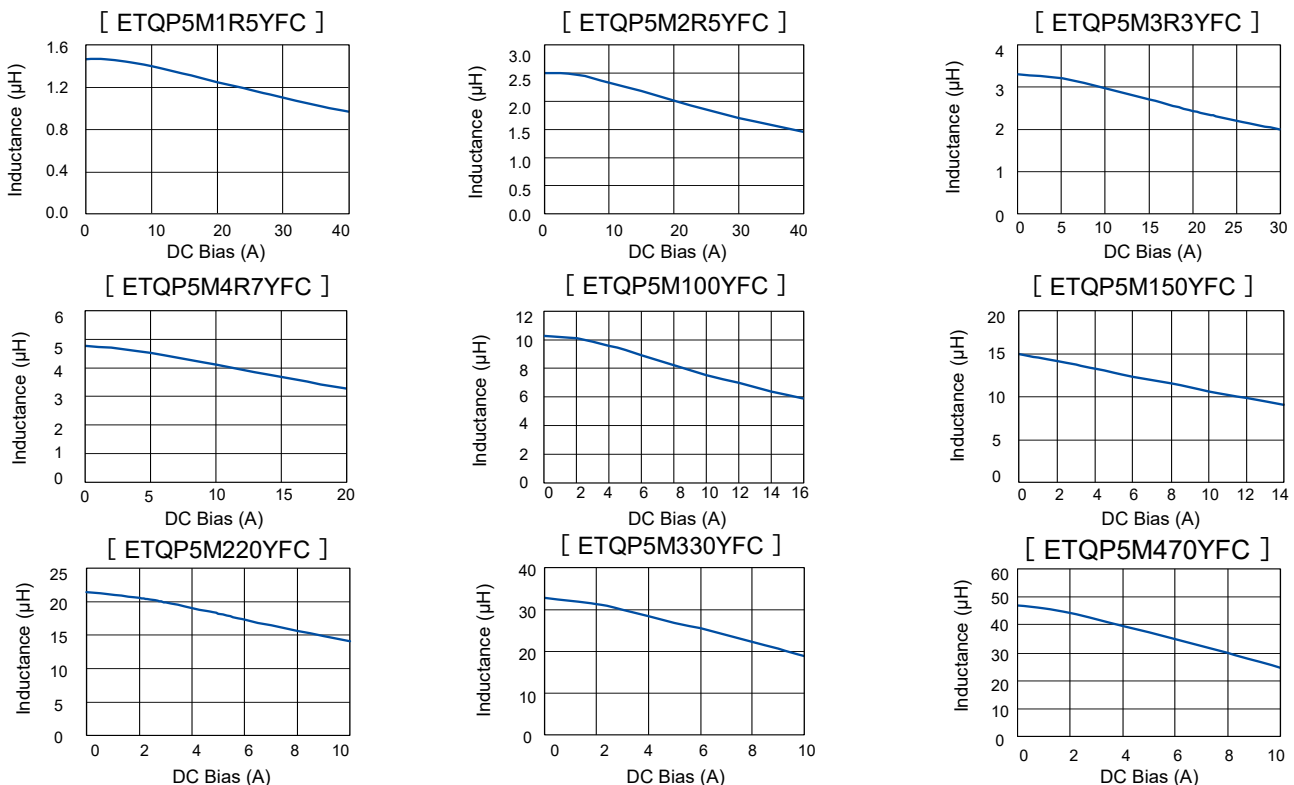 [ ETQP5M1R5YFC ]
Inductance (µH)
1.6
1.2
0.8
0.4
0.0
0 10 20 30 40
DC Bias (A)
[ ETQP5M2R5YFC ]
Inductance (µH)
3.0
2.5
2.0
1.5
1.0
0.5
0.0
0 10 20 30 40
DC Bias (A)
[ ETQP5M3R3YFC ]
Inductance (µH)
4
3
2
1
0
0 5 10 15 20 25 30
DC Bias (A)
[ ETQP5M4R7YFC ]
Inductance (µH)
6
5
4
3
2
1
0
0 5 10 15 20
DC Bias (A)
[ ETQP5M100YFC ]
Inductance (µH)
12
10
8
6
4
2
0
0 2 4 6 8 10 12 14 16
DC Bias (A)
[ ETQP5M150YFC ]
Inductance (µH)
20
15
10
5
0
0 2 4 6 8 10 12 14
DC Bias (A)
[ ETQP5M220YFC ]
Inductance (µH)
25
20
15
10
5
0
0 2 4 6 8 10
DC Bias (A)
[ ETQP5M330YFC ]
Inductance (µH)
40
30
20
10
0
0 2 4 6 8 10
DC Bias (A)
[ ETQP5M470YFC ]
Inductance (µH)
60
50
40
30
20
10
0
0 2 4 6 8 10
DC Bias (A)